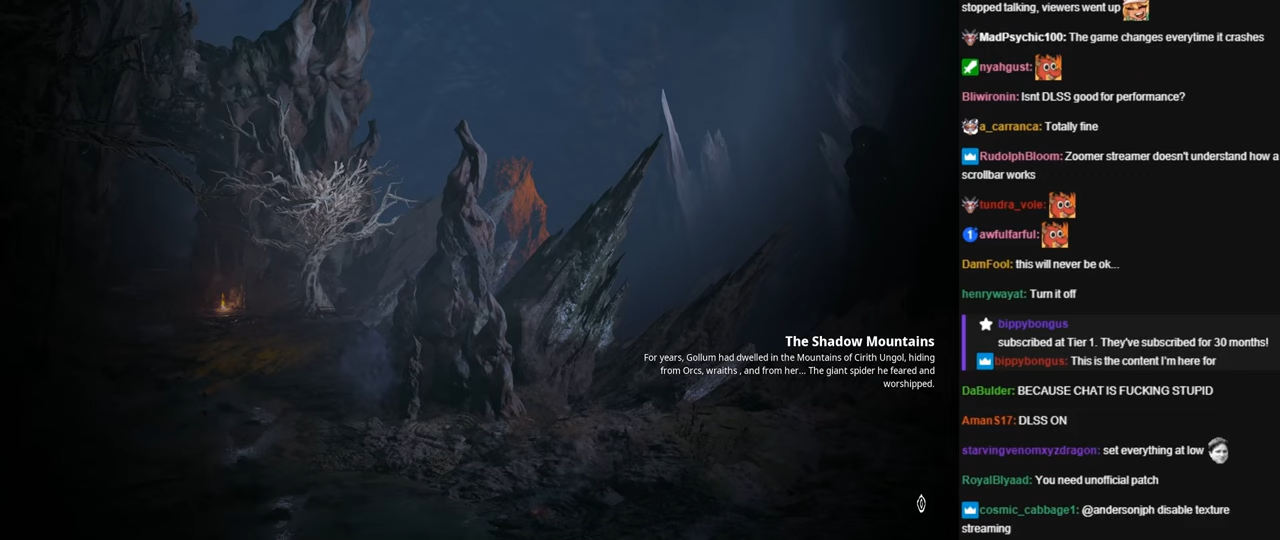 The Shadow Mountains
For years, Gollum had dwelled in the Mountains of Cirith Ungol, hiding
from Orcs, wraiths , and from her... The giant spider he feared and
worshipped.
stopped talking, viewers went up
MadPsychic100: The game changes everytime it crashes
nyahgust:
Bliwironin: Isnt DLSS good for performance?
a_carranca: Totally fine
RudolphBloom: Zoomer streamer doesn't understand how a
scrollbar works
tundra_vole:
1 awfulfarful:
DamFool: this will never be ok...
henrywayat: Turn it off
bippybongus
subscribed at Tier 1. They've subscribed for 30 months!
bippybongus: This is the content I'm here for
DaBulder: BECAUSE CHAT IS FUCKING STUPID
AmanS17: DLSS ON
starvingvenomxyzdragon: set everything at low
RoyalBlyaad: You need unofficial patch
cosmic_cabbage1: @andersonjph disable texture
streaming